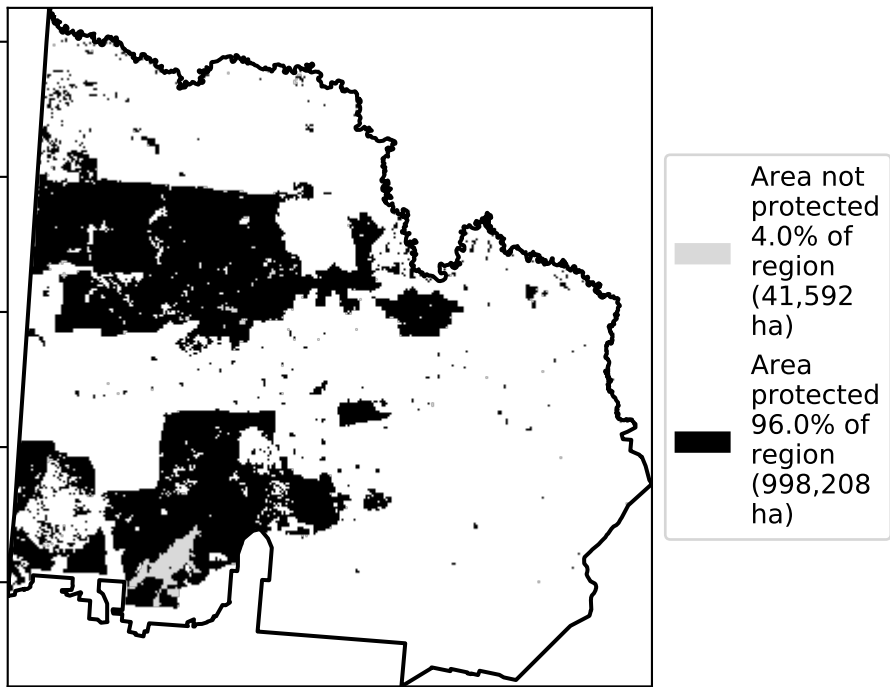 Area not
protected
4.0% of
region
(41,592
ha)
Area
protected
96.0% of
region
(998,208
ha)